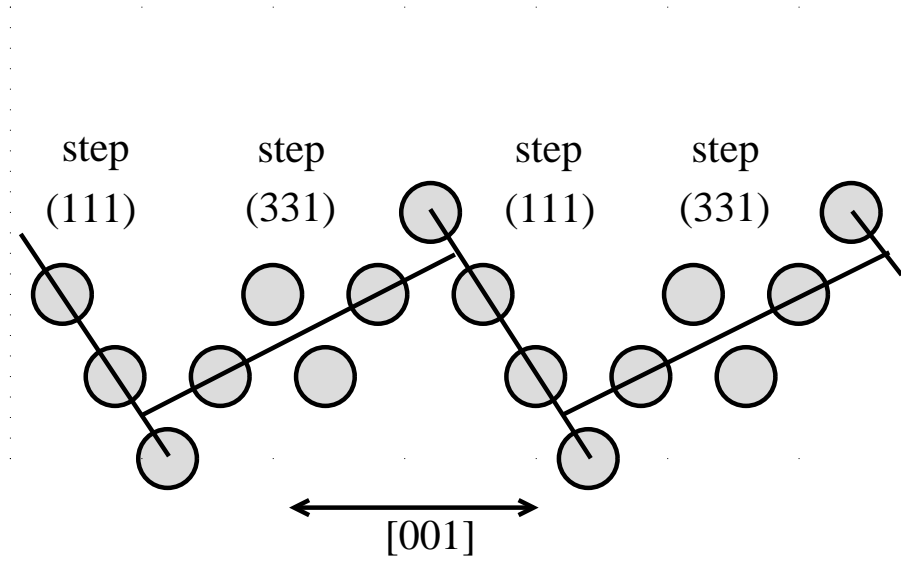 step
(111)
step
(331)
step
(111)
step
(331)
[001]